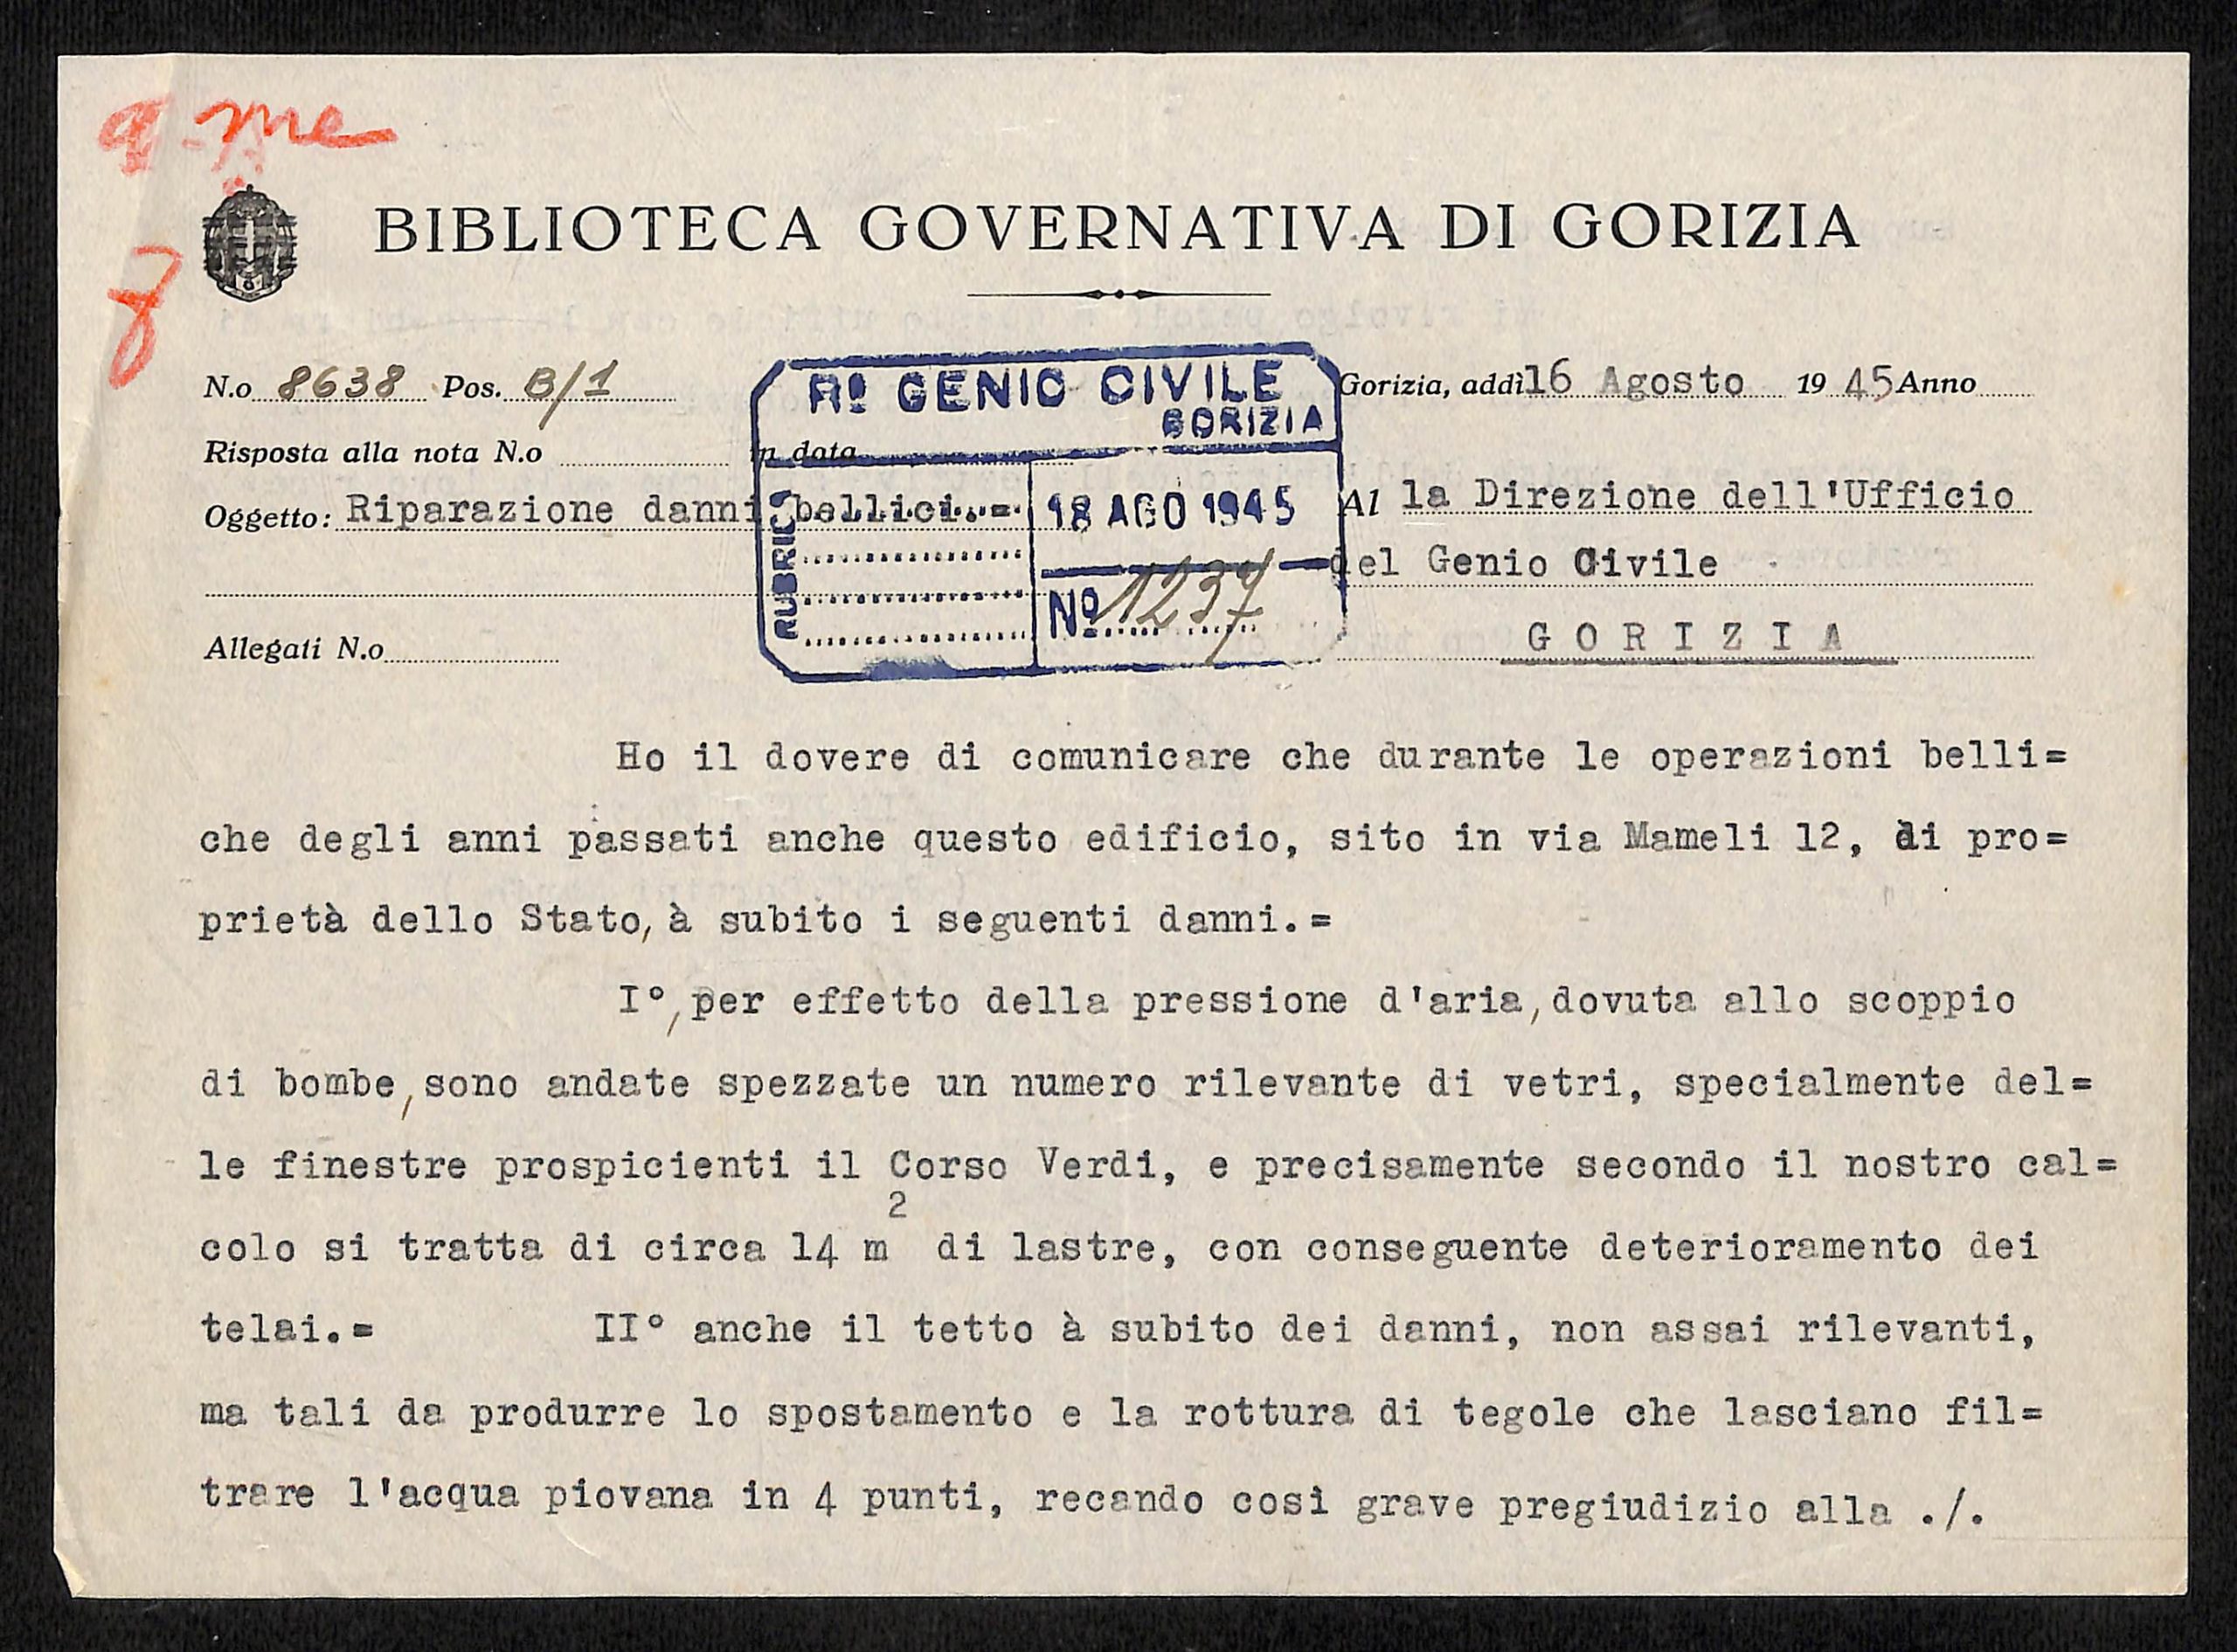 a me
BIBLIOTECA GOVERNATIVA DI GORIZIA
N.o 8638 Pos. B/1
Gorizia, addì 16 Agosto 19 45 Anno
Risposta alla nota N.o in data
Oggetto: Riparazione danni bellici.=
Allegati N.o
R° GENIO CIVILE
GORIZIA
RUBRICA
18 AGO 1945
N° 1237
Al la Direzione dell'Ufficio
del Genio Civile
G O R I Z I A
Ho il dovere di comunicare che durante le operazioni belli=
che degli anni passati anche questo edificio, sito in via Mameli 12, di pro=
prietà dello Stato, à subito i seguenti danni.=
I°, per effetto della pressione d'aria, dovuta allo scoppio
di bombe, sono andate spezzate un numero rilevante di vetri, specialmente del=
le finestre prospicienti il Corso Verdi, e precisamente secondo il nostro cal=
colo si tratta di circa 14 m² di lastre, con conseguente deterioramento dei
telai.= II° anche il tetto à subito dei danni, non assai rilevanti,
ma tali da produrre lo spostamento e la rottura di tegole che lasciano fil=
trare l'acqua piovana in 4 punti, recando così grave pregiudizio alla ./.